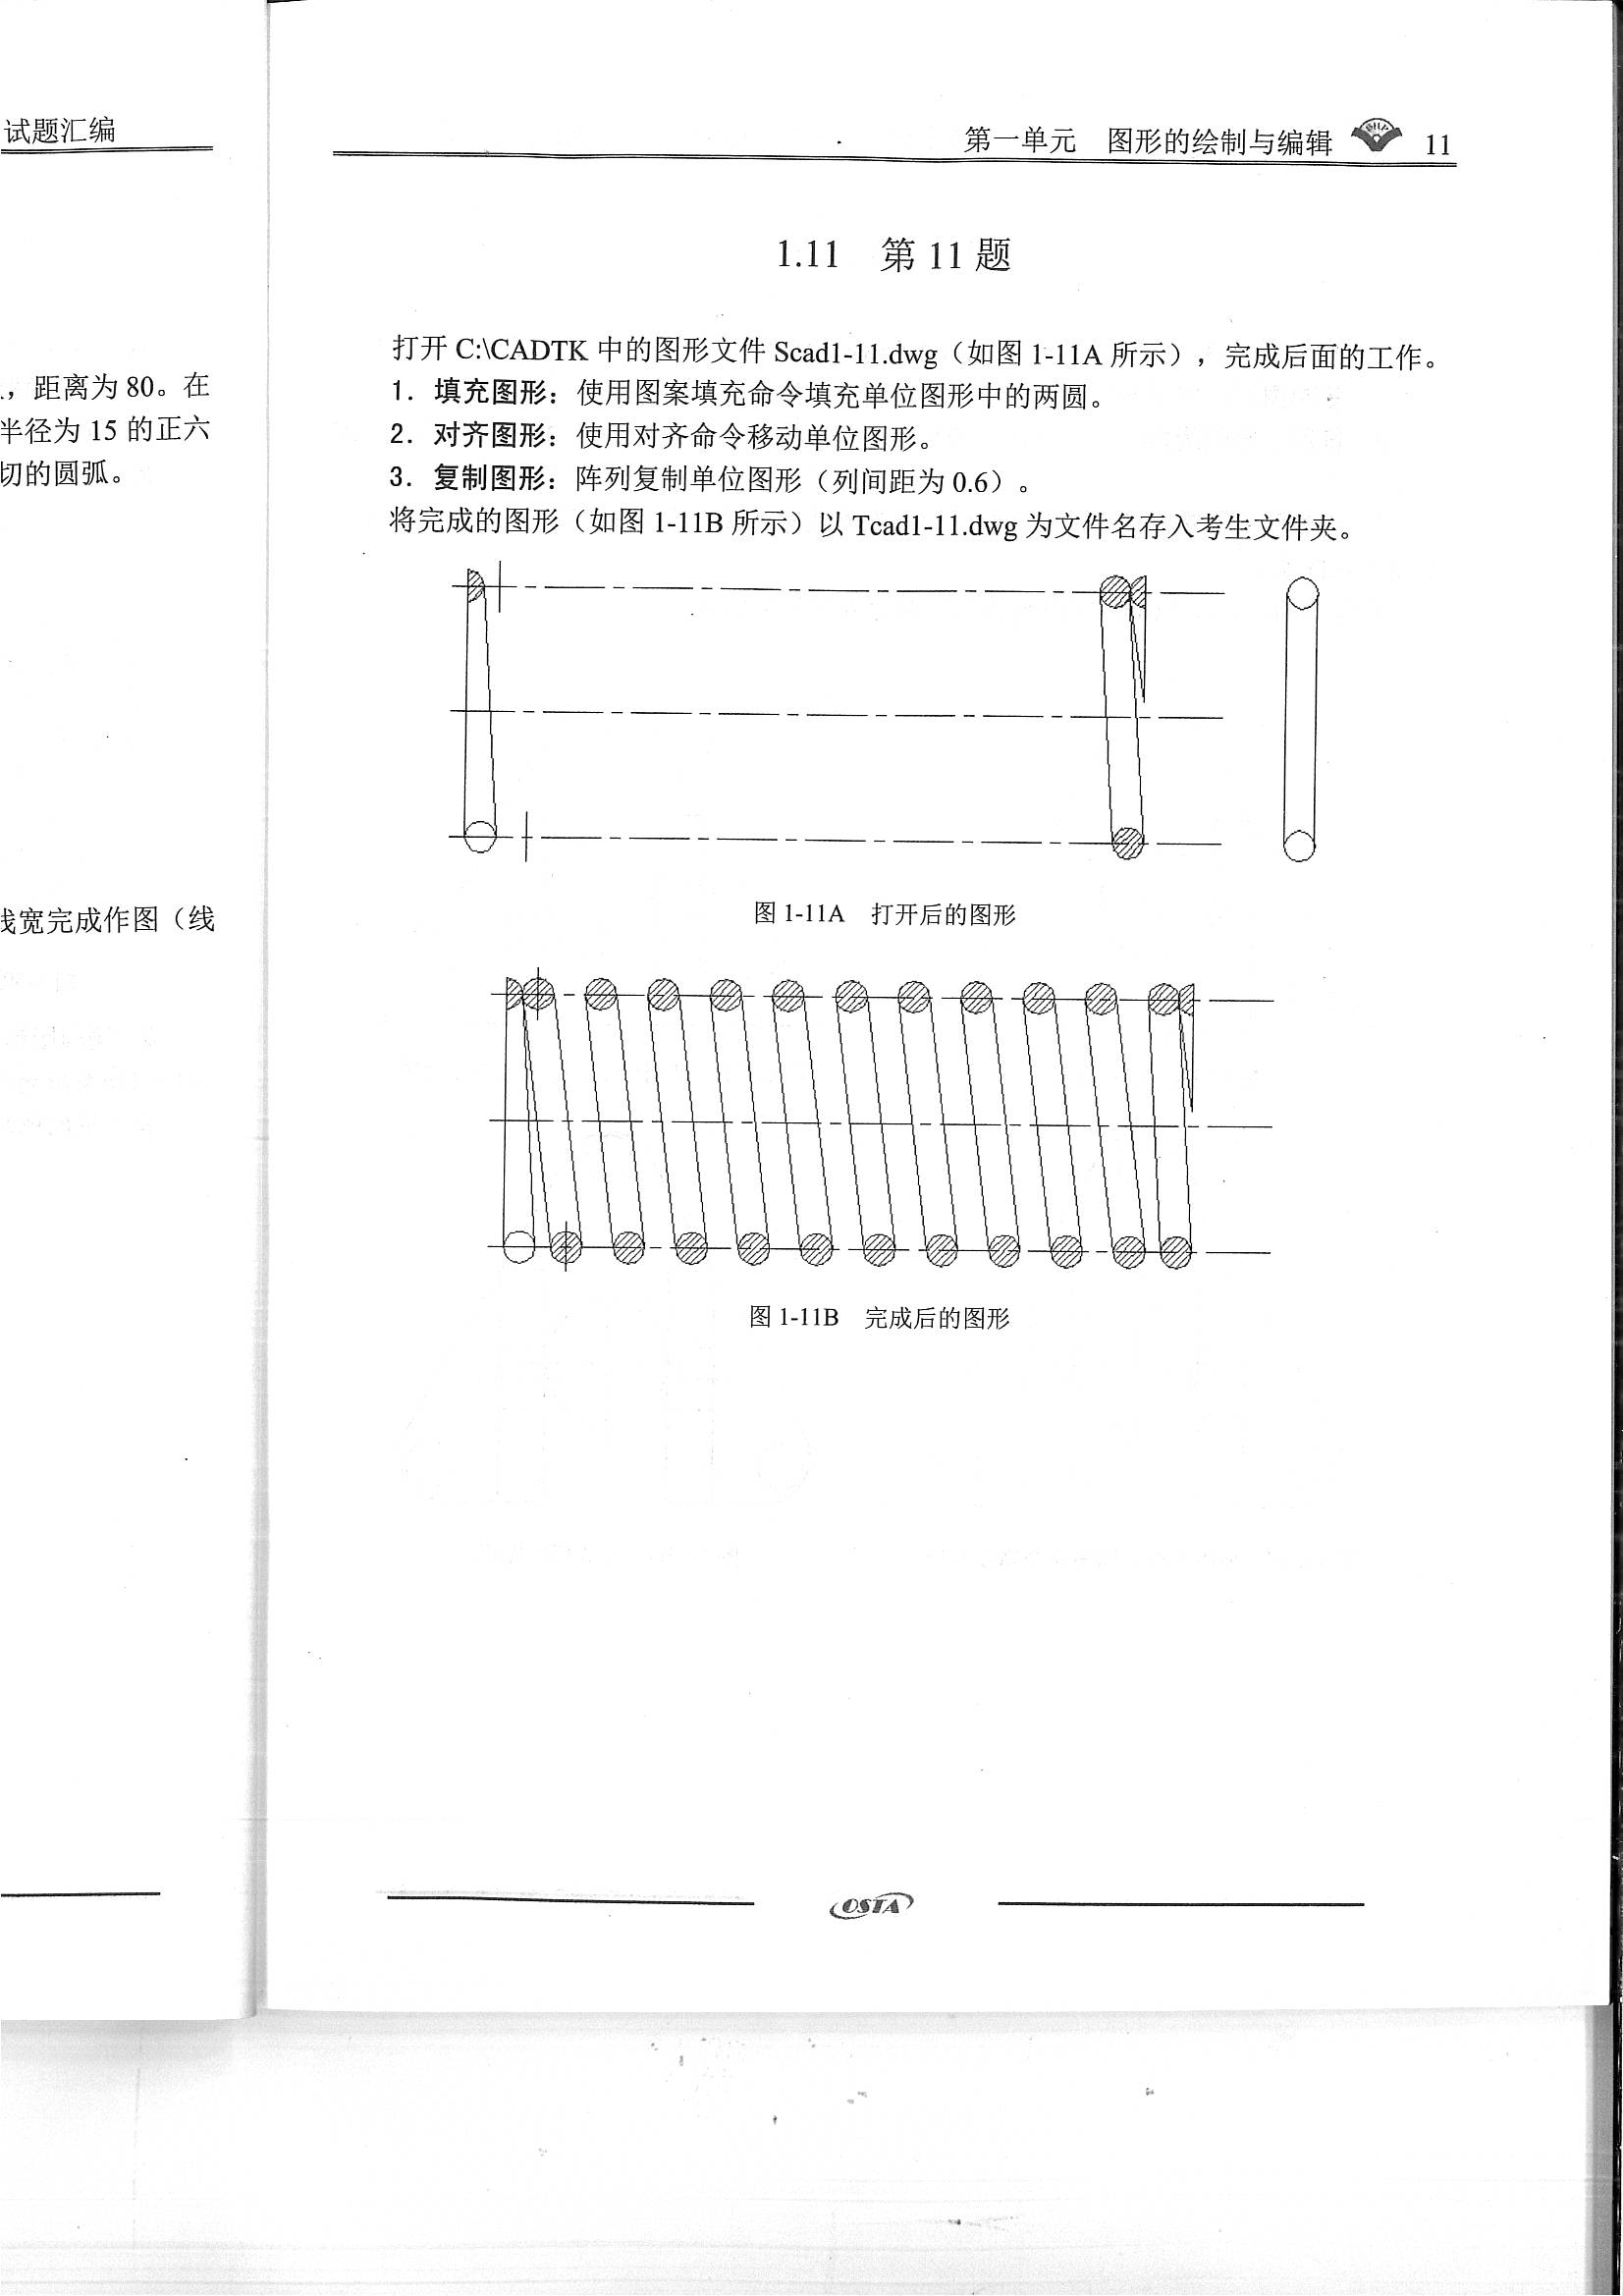 试题汇编
，距离为 80。在
半径为 15 的正六
切的圆弧。
线宽完成作图（线
第一单元 图形的绘制与编辑 11
1.11 第 11 题
打开 C:\CADTK 中的图形文件 Scad1-11.dwg（如图 1-11A 所示），完成后面的工作。
1．填充图形：使用图案填充命令填充单位图形中的两圆。
2．对齐图形：使用对齐命令移动单位图形。
3．复制图形：阵列复制单位图形（列间距为 0.6）。
将完成的图形（如图 1-11B 所示）以 Tcad1-11.dwg 为文件名存入考生文件夹。
图 1-11A 打开后的图形
图 1-11B 完成后的图形
OSTA